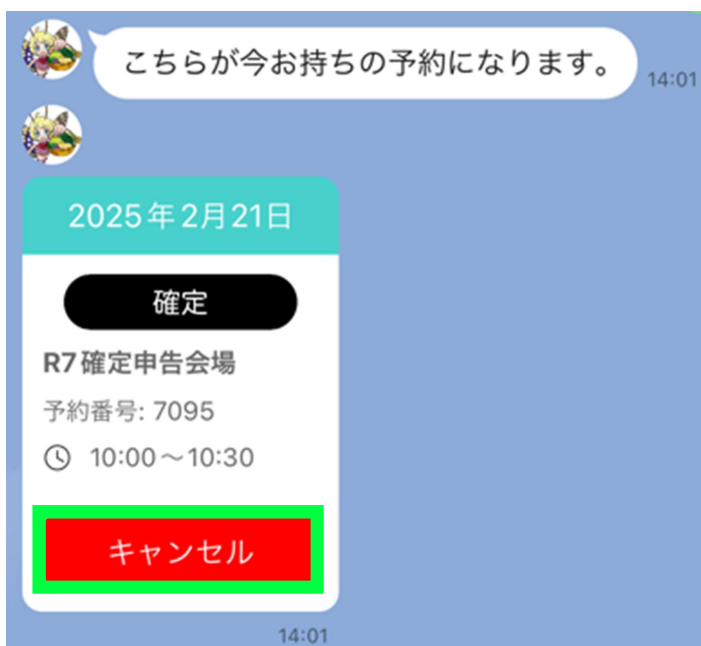 こちらが今お持ちの予約になります。
14:01
2025年2月21日
確定
R7確定申告会場
予約番号: 7095
10:00～10:30
キャンセル
14:01